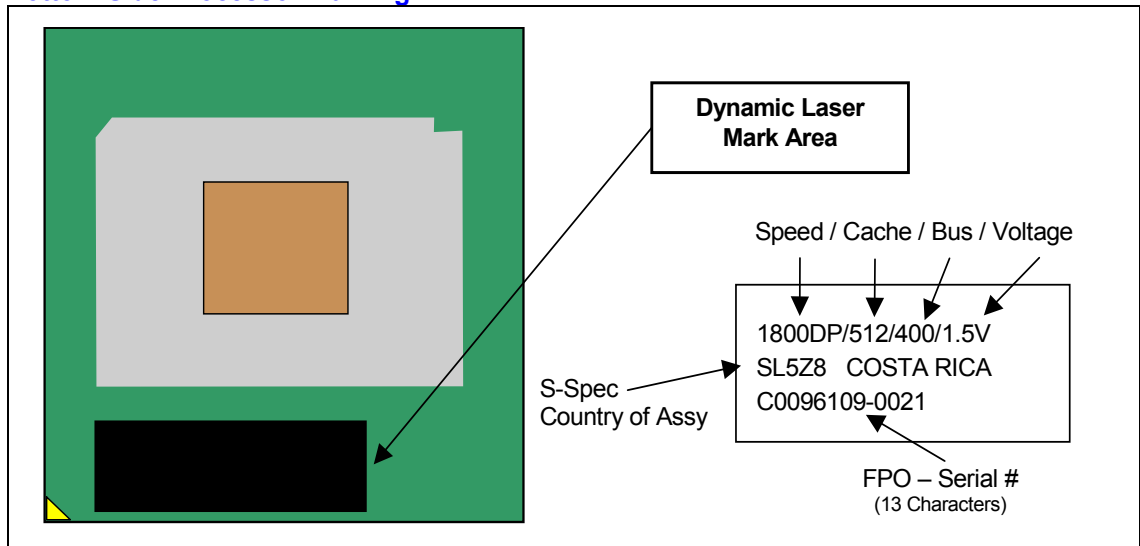 Dynamic Laser
Mark Area
Speed / Cache / Bus / Voltage
1800DP/512/400/1.5V
SL5Z8 COSTA RICA
C0096109-0021
S-Spec
Country of Assy
FPO – Serial #
(13 Characters)